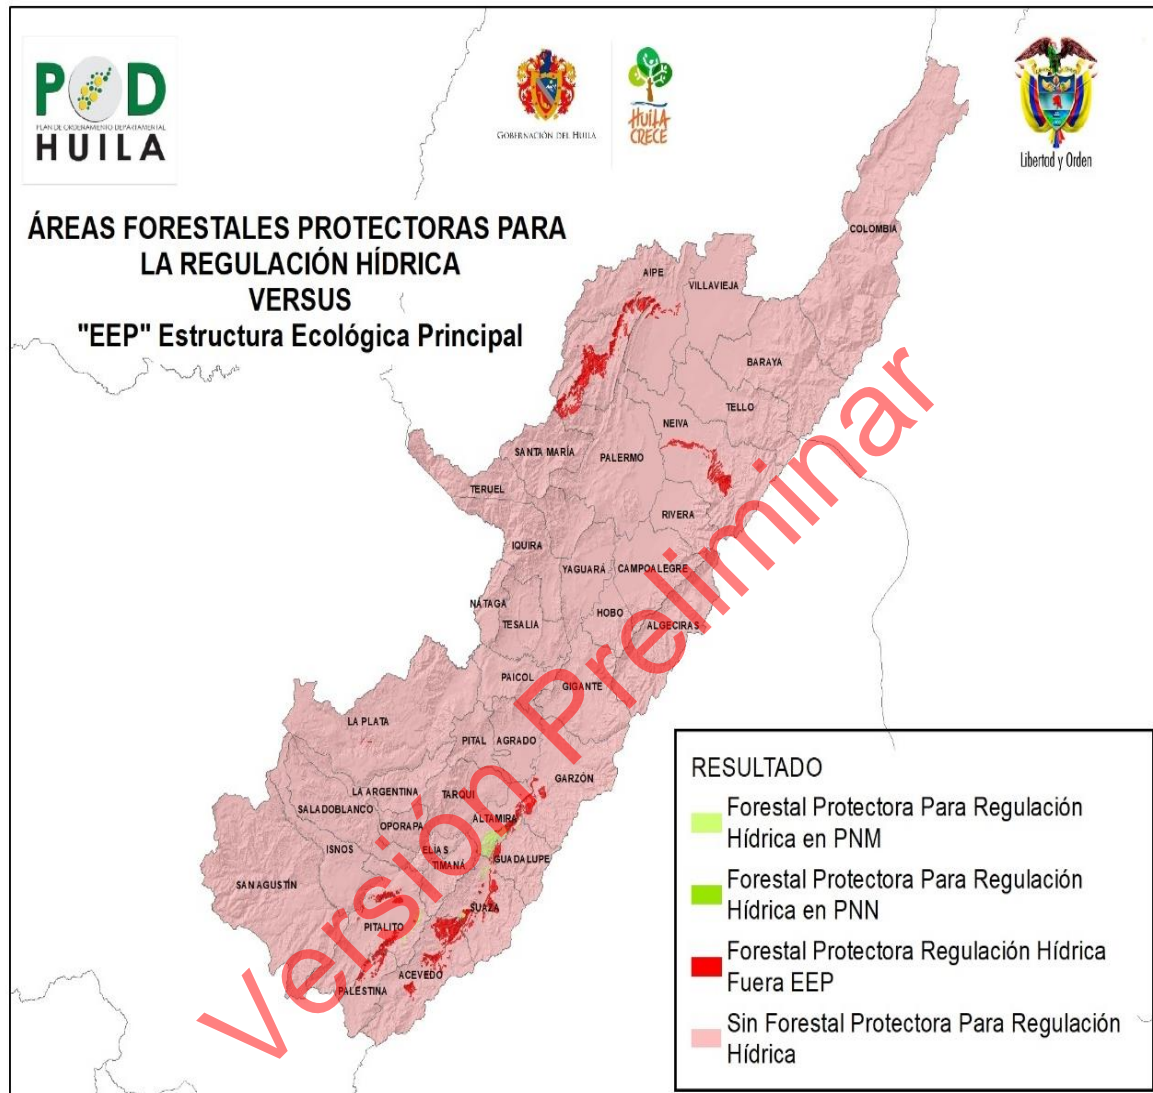 POD
PLAN DE ORDENAMIENTO DEPARTAMENTAL
HUILA
GOBERNACIÓN DEL HUILA
HUILA
CRECE
Libertad y Orden
ÁREAS FORESTALES PROTECTORAS PARA
LA REGULACIÓN HÍDRICA
VERSUS
"EEP" Estructura Ecológica Principal
COLOMBIA
AIPE
VILLAVIEJA
BARAYA
TELLO
NEIVA
SANTA MARÍA
PALERMO
TERUEL
RIVERA
IQUIRA
YAGUARÁ
CAMPOALEGRE
NÁTAGA
HOBO
TESALIA
ALGECIRAS
PAICOL
GIGANTE
LA PLATA
PITAL
AGRADO
GARZÓN
LA ARGENTINA
TARQUI
SALADOBLANCO
ALTAMIRA
OPORAPA
ISNOS
ELÍAS
GUADALUPE
TIMANÁ
SAN AGUSTÍN
SUAZA
PITALITO
ACEVEDO
PALESTINA
Versión Preliminar
RESULTADO
Forestal Protectora Para Regulación
Hídrica en PNM
Forestal Protectora Para Regulación
Hídrica en PNN
Forestal Protectora Regulación Hídrica
Fuera EEP
Sin Forestal Protectora Para Regulación
Hídrica